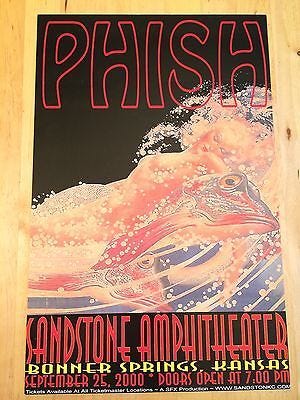 PHISH
SANDSTONE AMPHITHEATER
BONNER SPRINGS, KANSAS
SEPTEMBER 25, 2000 * DOORS OPEN AT 7:00 PM
Tickets Available At All Ticketmaster Locations ~ A SFX Production ~ WWW.SANDSTONKC.COM